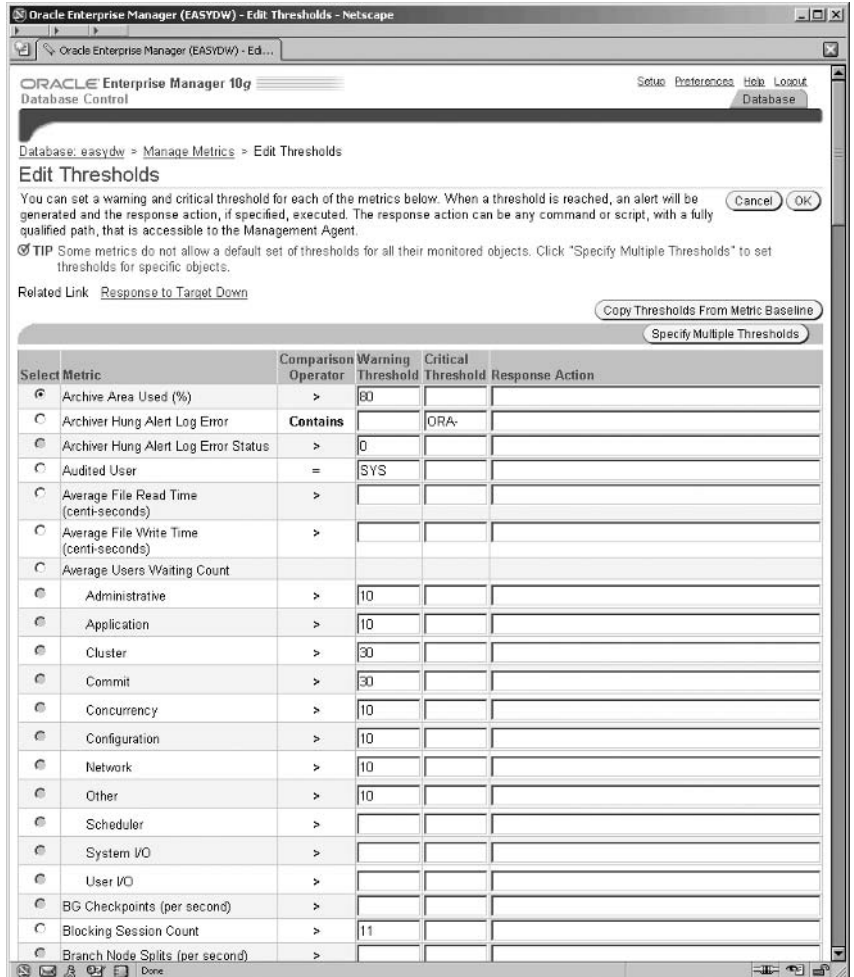 Oracle Enterprise Manager (EASYDW) - Edit Thresholds - Netscape
Oracle Enterprise Manager (EASYDW) - Edi...
ORACLE Enterprise Manager 10g
Database Control
Setup Preferences Help Logout
Database
Database: easydw > Manage Metrics > Edit Thresholds
Edit Thresholds
You can set a warning and critical threshold for each of the metrics below. When a threshold is reached, an alert will be
generated and the response action, if specified, executed. The response action can be any command or script, with a fully
qualified path, that is accessible to the Management Agent.
Cancel OK
TIP Some metrics do not allow a default set of thresholds for all their monitored objects. Click "Specify Multiple Thresholds" to set
thresholds for specific objects.
Related Link Response to Target Down
Copy Thresholds From Metric Baseline
Specify Multiple Thresholds
Select Metric Comparison Operator Warning Threshold Critical Threshold Response Action
Archive Area Used (%) > 80
Archiver Hung Alert Log Error Contains ORA-
Archiver Hung Alert Log Error Status > 0
Audited User = SYS
Average File Read Time >
(centi-seconds)
Average File Write Time >
(centi-seconds)
Average Users Waiting Count
Administrative > 10
Application > 10
Cluster > 30
Commit > 30
Concurrency > 10
Configuration > 10
Network > 10
Other > 10
Scheduler >
System I/O >
User I/O >
BG Checkpoints (per second) >
Blocking Session Count > 11
Branch Node Splits (per second) >
Done